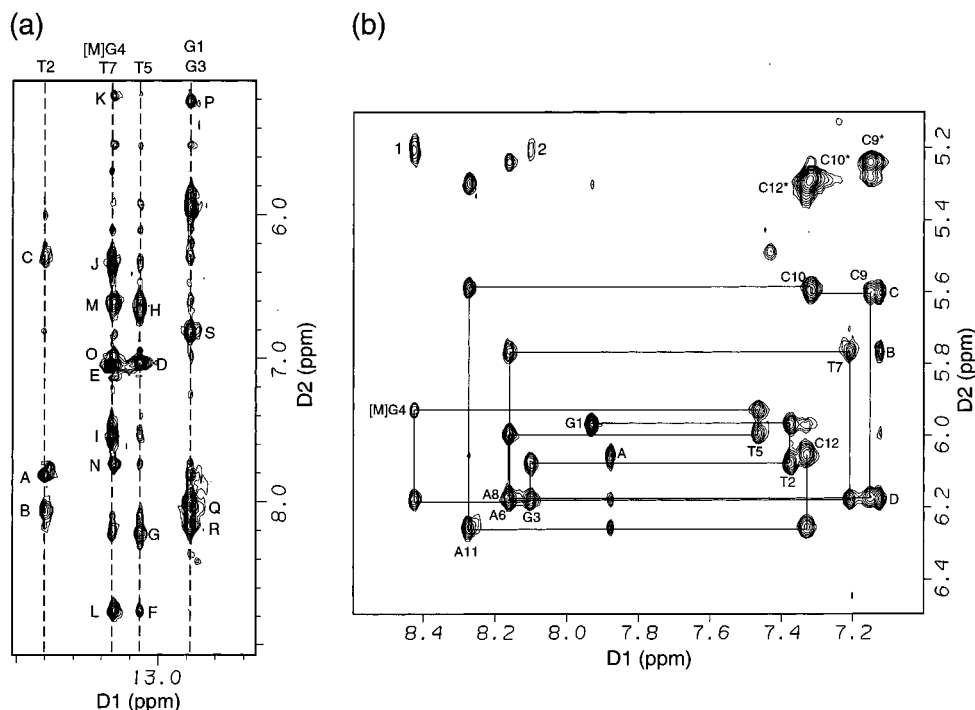 (a)
[M]G4 G1
T2 T7 T5 G3
K P
6.0
C
J
M H
S
O D
7.0
E
I
N
A
Q
8.0
B
R
G
L F
13.0
D1 (ppm)
D2 (ppm)
(b)
1 2 C9*
C10*
C12*
5.2
5.4
C10 C9 C
5.6
T7 B
5.8
[M]G4
G1 T5
6.0
A C12
T2
A8
A6 G3 D
6.2
A11
6.4
8.4 8.2 8.0 7.8 7.6 7.4 7.2
D1 (ppm)
D2 (ppm)